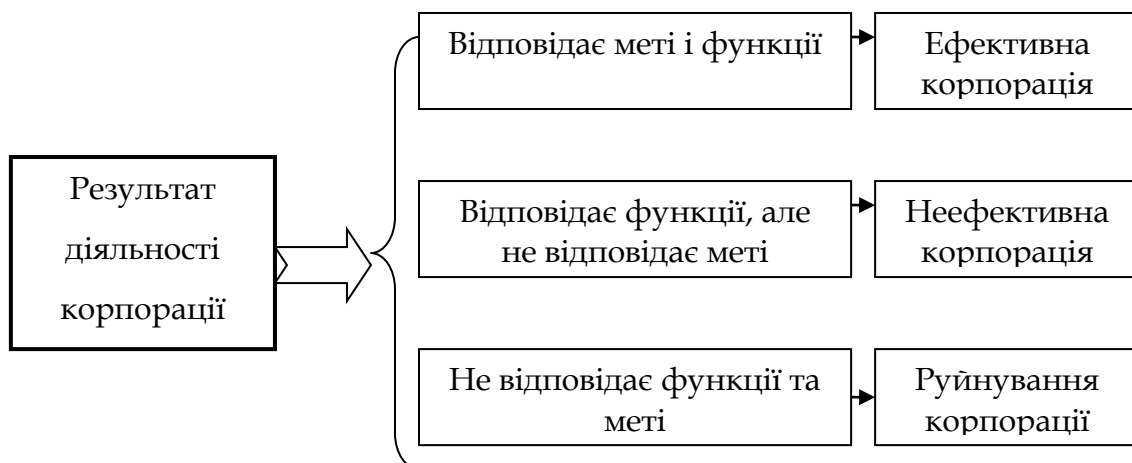 Результат
діяльності
корпорації
Відповідає меті і функції
Ефективна
корпорація
Відповідає функції, але
не відповідає меті
Неефективна
корпорація
Не відповідає функції та
меті
Руйнування
корпорації